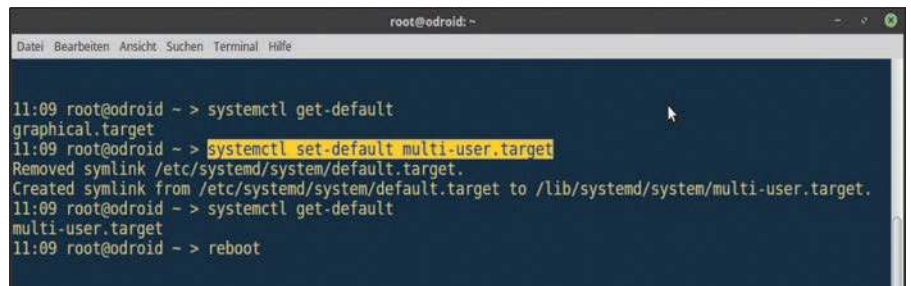 root@odroid: ~
Datei Bearbeiten Ansicht Suchen Terminal Hilfe
11:09 root@odroid ~ > systemctl get-default
graphical.target
11:09 root@odroid ~ > systemctl set-default multi-user.target
Removed symlink /etc/systemd/system/default.target.
Created symlink from /etc/systemd/system/default.target to /lib/systemd/system/multi-user.target.
11:09 root@odroid ~ > systemctl get-default
multi-user.target
11:09 root@odroid ~ > reboot